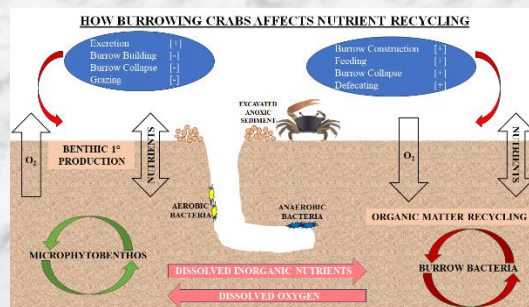 HOW BURROWING CRABS AFFECTS NUTRIENT RECYCLING
Excretion [+]
Burrow Building [-]
Burrow Collapse [-]
Grazing [-]
Burrow Construction [+]
Feeding [+]
Burrow Collapse [+]
Defecating [+]
EXCAVATED
ANOXIC
SEDIMENT
O₂
BENTHIC 1°
PRODUCTION
NUTRIENTS
O₂
NUTRIENTS
AEROBIC
BACTERIA
ANAEROBIC
BACTERIA
ORGANIC MATTER RECYCLING
MICROPHYTOBENTHOS
BURROW BACTERIA
DISSOLVED INORGANIC NUTRIENTS
DISSOLVED OXYGEN